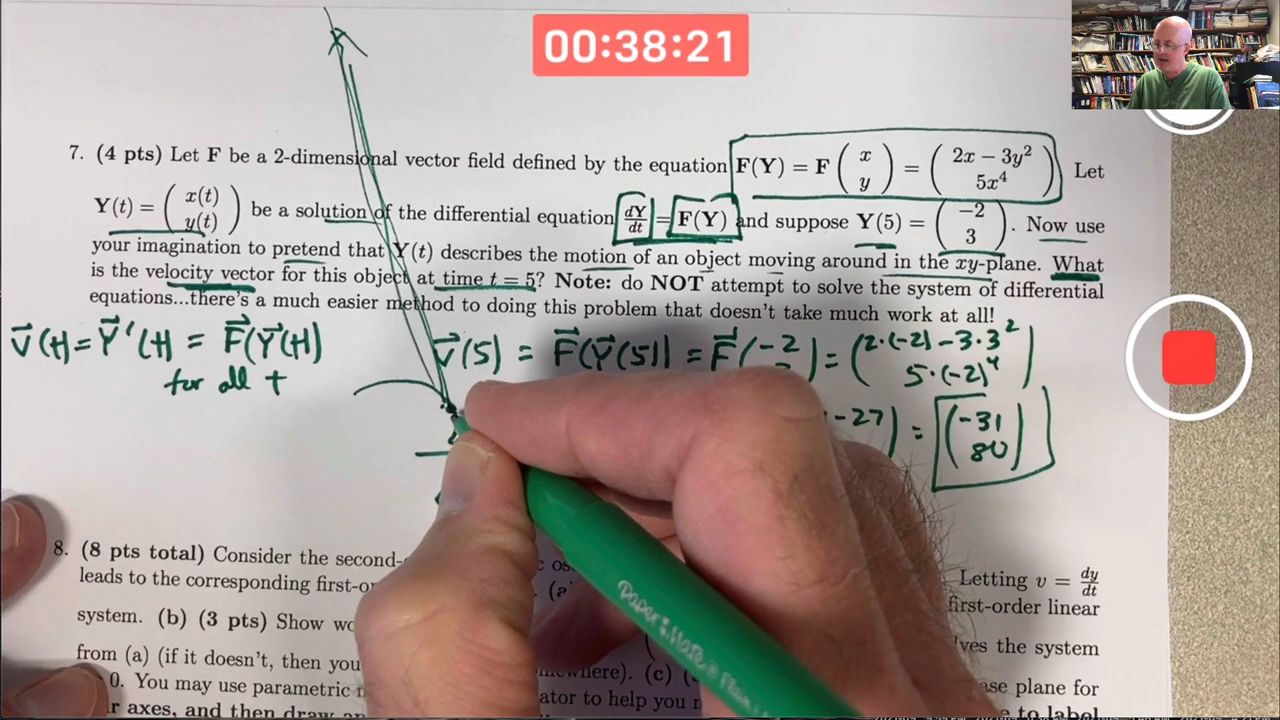 00:38:21
7. (4 pts) Let F be a 2-dimensional vector field defined by the equation F(Y) = F ( x y ) = ( 2x − 3y² 5x⁴ ) Let
Y(t) = ( x(t) y(t) ) be a solution of the differential equation dY/dt = F(Y) and suppose Y(5) = ( −2 3 ). Now use
your imagination to pretend that Y(t) describes the motion of an object moving around in the xy-plane. What
is the velocity vector for this object at time t = 5? Note: do NOT attempt to solve the system of differential
equations...there's a much easier method to doing this problem that doesn't take much work at all!
V⃗(t) = Y⃗'(t) = F⃗(Y⃗(t))
for all t
V⃗(5) = F⃗(Y⃗(5)) = F⃗(-2 ) = (2·(-2) - 3·3² 5·(-2)⁴)
-27) = (-31 80)
8. (8 pts total) Consider the second-
Letting v = dy/dt
leads to the corresponding first-or
first-order linear
system. (b) (3 pts) Show wo
ves the system
from (a) (if it doesn't, then you
mewhere). (c) (
0. You may use parametric
ator to help you
ase plane for
r axes, and then draw
to label
Paper:Mate